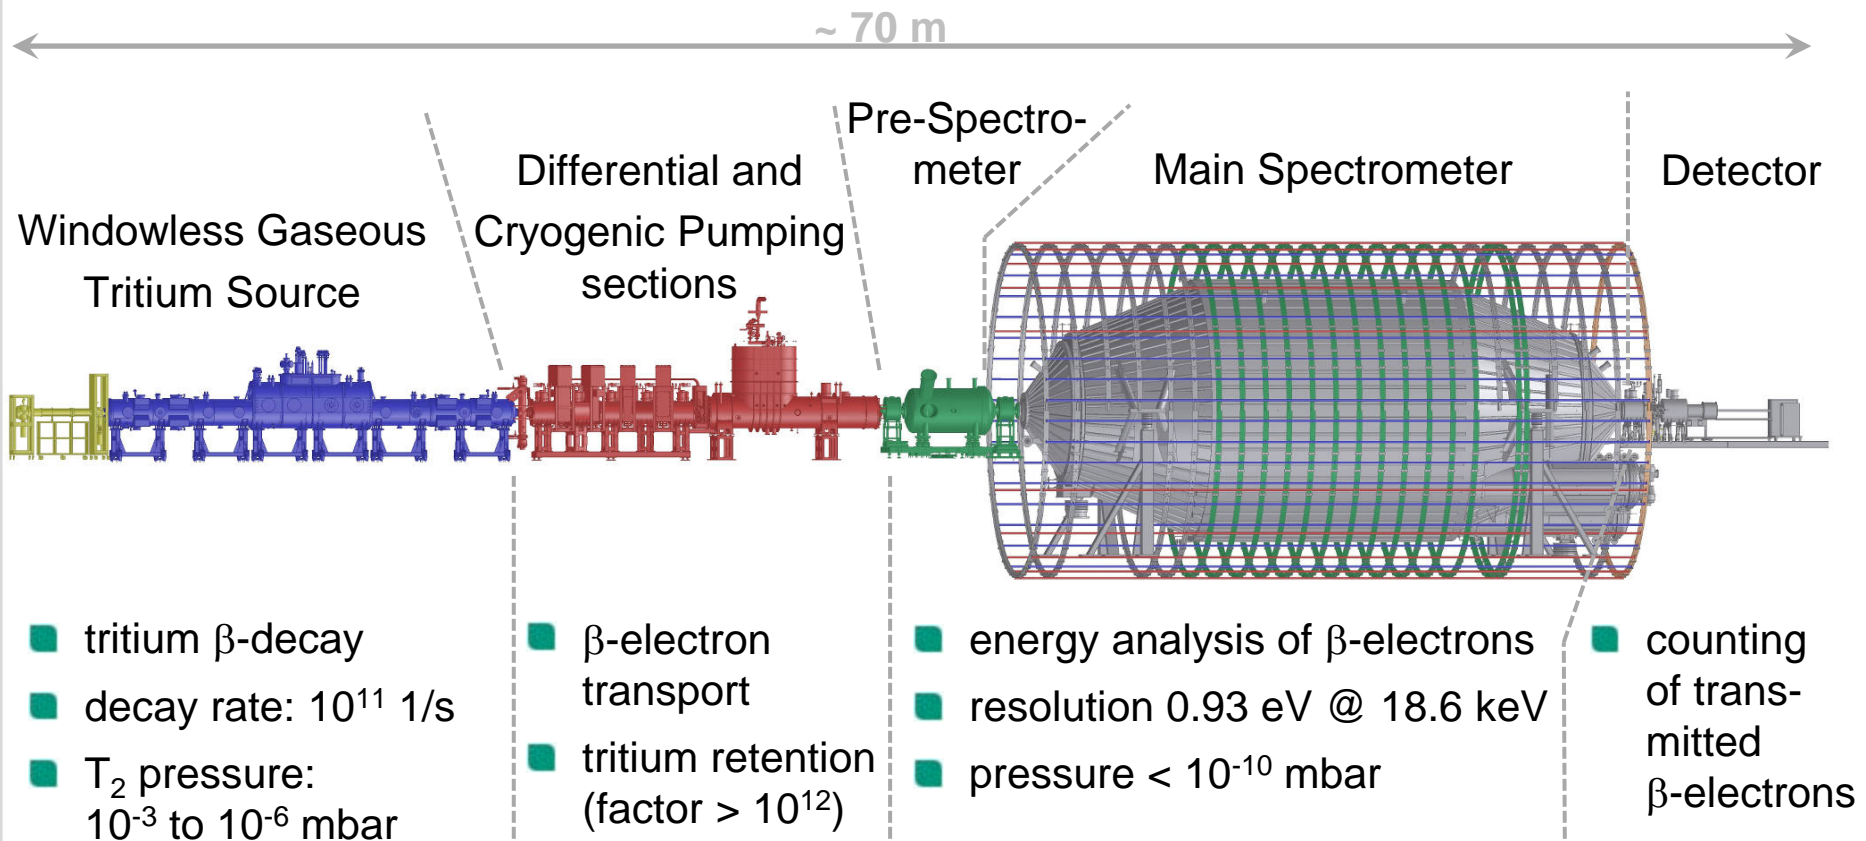 ~ 70 m
Windowless Gaseous
Tritium Source
Differential and
Cryogenic Pumping
sections
Pre-Spectro-
meter
Main Spectrometer
Detector
tritium β-decay
decay rate: 10¹¹ 1/s
T₂ pressure:
10⁻³ to 10⁻⁶ mbar
β-electron
transport
tritium retention
(factor > 10¹²)
energy analysis of β-electrons
resolution 0.93 eV @ 18.6 keV
pressure < 10⁻¹⁰ mbar
counting
of trans-
mitted
β-electrons